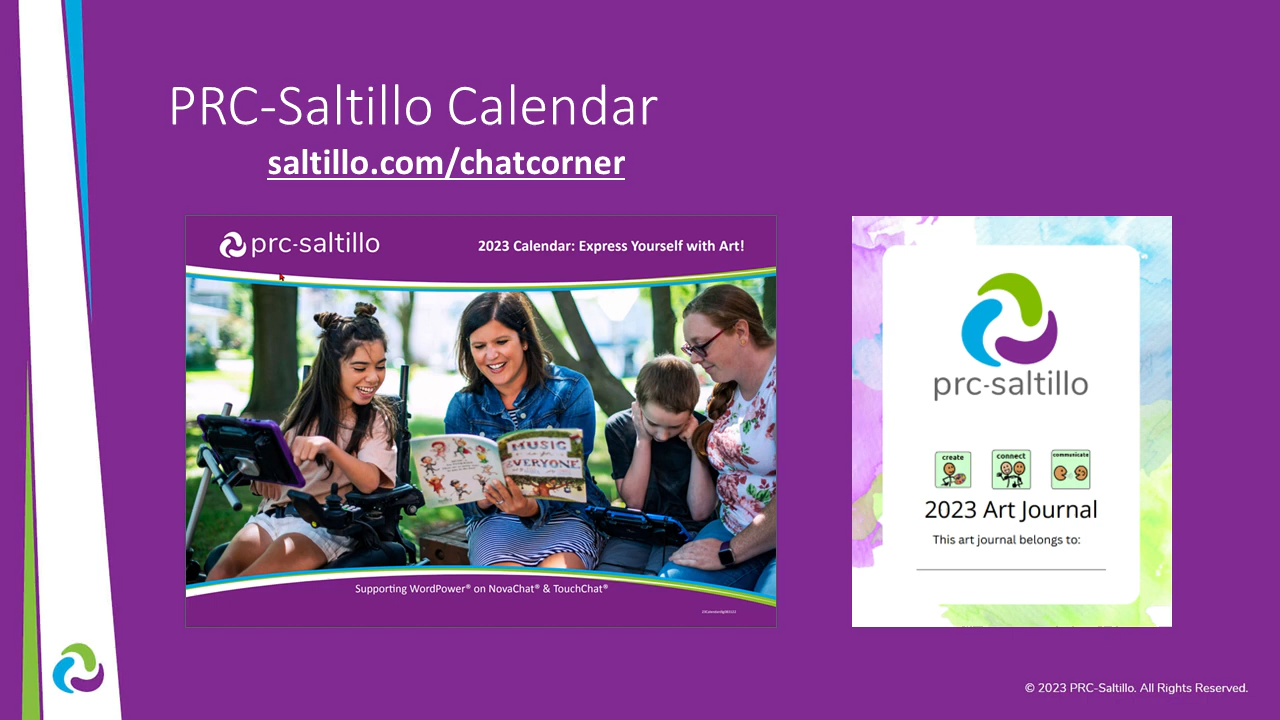 PRC-Saltillo Calendar
saltillo.com/chatcorner
prc-saltillo
2023 Calendar: Express Yourself with Art!
MUSIC
EVERYONE
Supporting WordPower® on NovaChat® & TouchChat®
prc-saltillo
create
connect
communicate
2023 Art Journal
This art journal belongs to:
© 2023 PRC-Saltillo. All Rights Reserved.